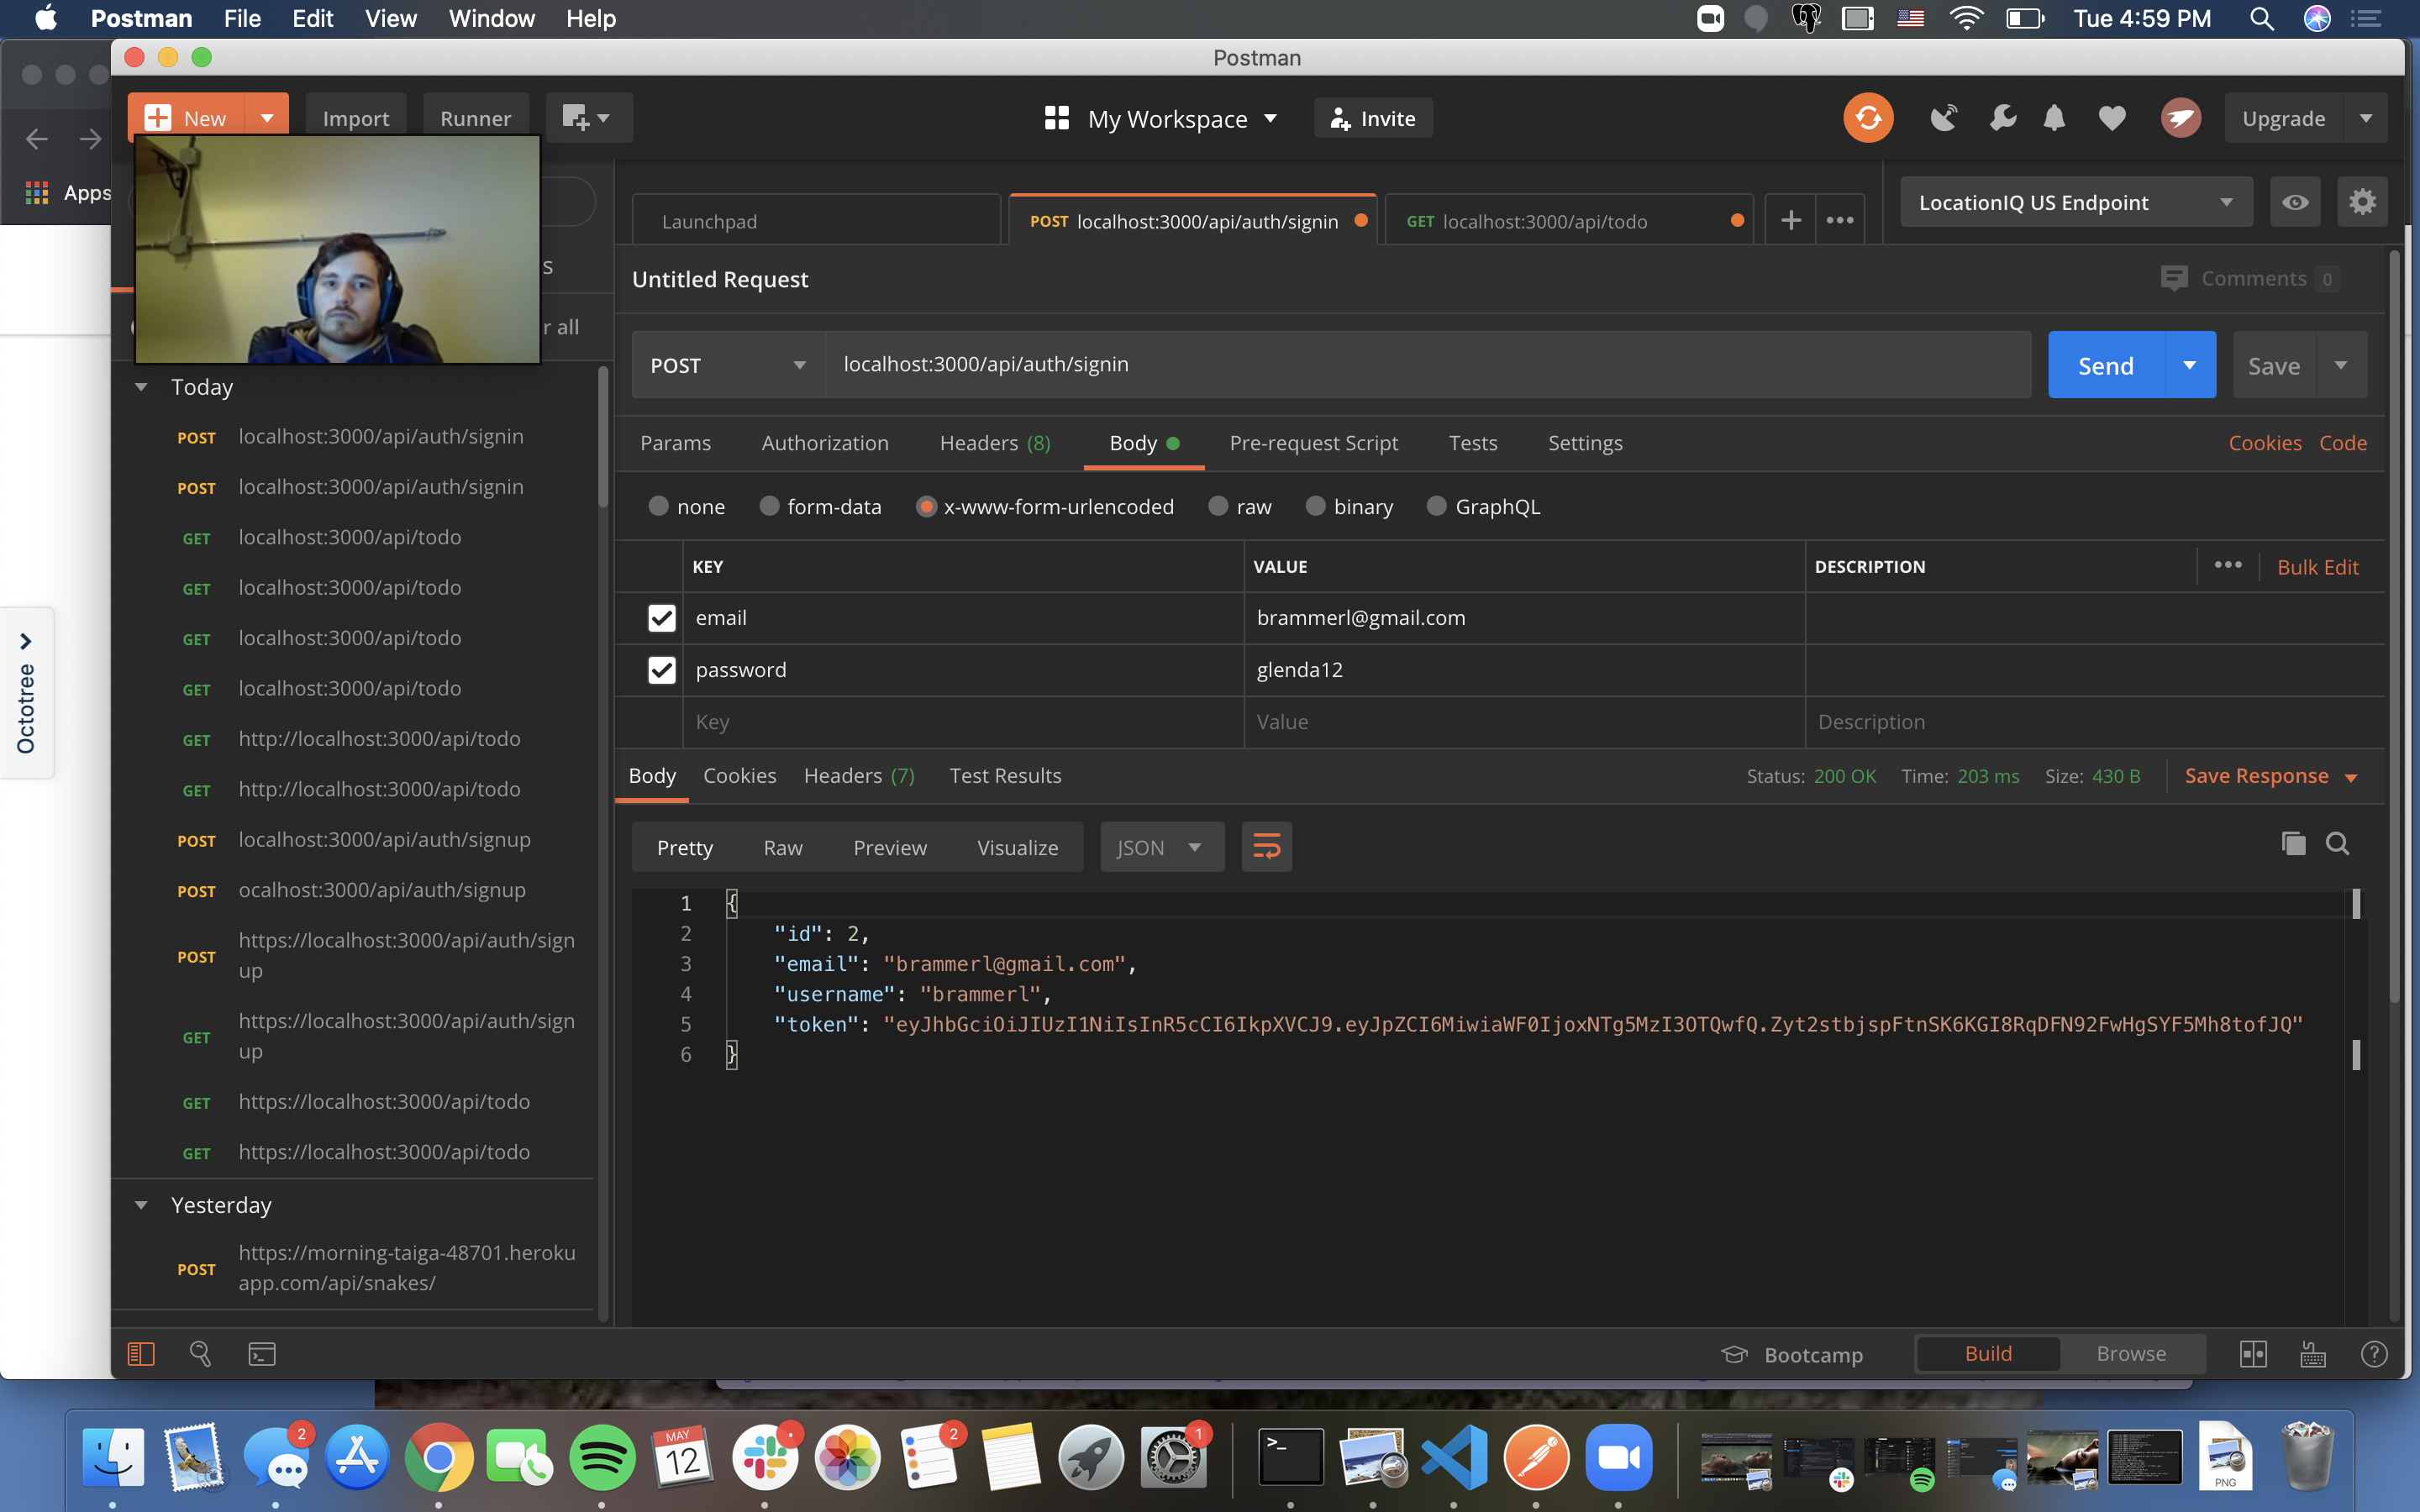 Postman File Edit View Window Help Tue 4:59 PM
Postman
New Import Runner My Workspace Invite Upgrade
Apps
Launchpad POST localhost:3000/api/auth/signin GET localhost:3000/api/todo LocationIQ US Endpoint
s
Untitled Request Comments 0
r all
POST localhost:3000/api/auth/signin Send Save
Params Authorization Headers (8) Body Pre-request Script Tests Settings Cookies Code
none form-data x-www-form-urlencoded raw binary GraphQL
KEY VALUE DESCRIPTION Bulk Edit
email brammerl@gmail.com
password glenda12
Key Value Description
Body Cookies Headers (7) Test Results Status: 200 OK Time: 203 ms Size: 430 B Save Response
Pretty Raw Preview Visualize JSON
1 {
2 "id": 2,
3 "email": "brammerl@gmail.com",
4 "username": "brammerl",
5 "token": "eyJhbGciOiJIUzI1NiIsInR5cCI6IkpXVCJ9.eyJpZCI6MiwiaWF0IjoxNTg5MzI3OTQwfQ.Zyt2stbjspFtnSK6KGI8RqDFN92FwHgSYF5Mh8tofJQ"
6 }
Today
POST localhost:3000/api/auth/signin
POST localhost:3000/api/auth/signin
GET localhost:3000/api/todo
GET localhost:3000/api/todo
GET localhost:3000/api/todo
GET localhost:3000/api/todo
GET http://localhost:3000/api/todo
GET http://localhost:3000/api/todo
POST localhost:3000/api/auth/signup
POST ocalhost:3000/api/auth/signup
POST https://localhost:3000/api/auth/sign
up
GET https://localhost:3000/api/auth/sign
up
GET https://localhost:3000/api/todo
GET https://localhost:3000/api/todo
Yesterday
POST https://morning-taiga-48701.heroku
app.com/api/snakes/
Octotree
Bootcamp Build Browse
2
MAY
12
2
1
PNG